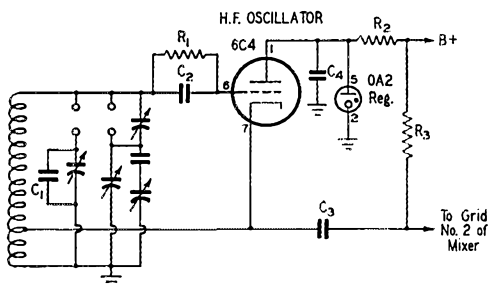 H.F. OSCILLATOR
R1
R2
6C4
1
B+
C2
6
C4
5
0A2
Reg.
2
7
R3
C1
C3
To Grid
No. 2 of
Mixer